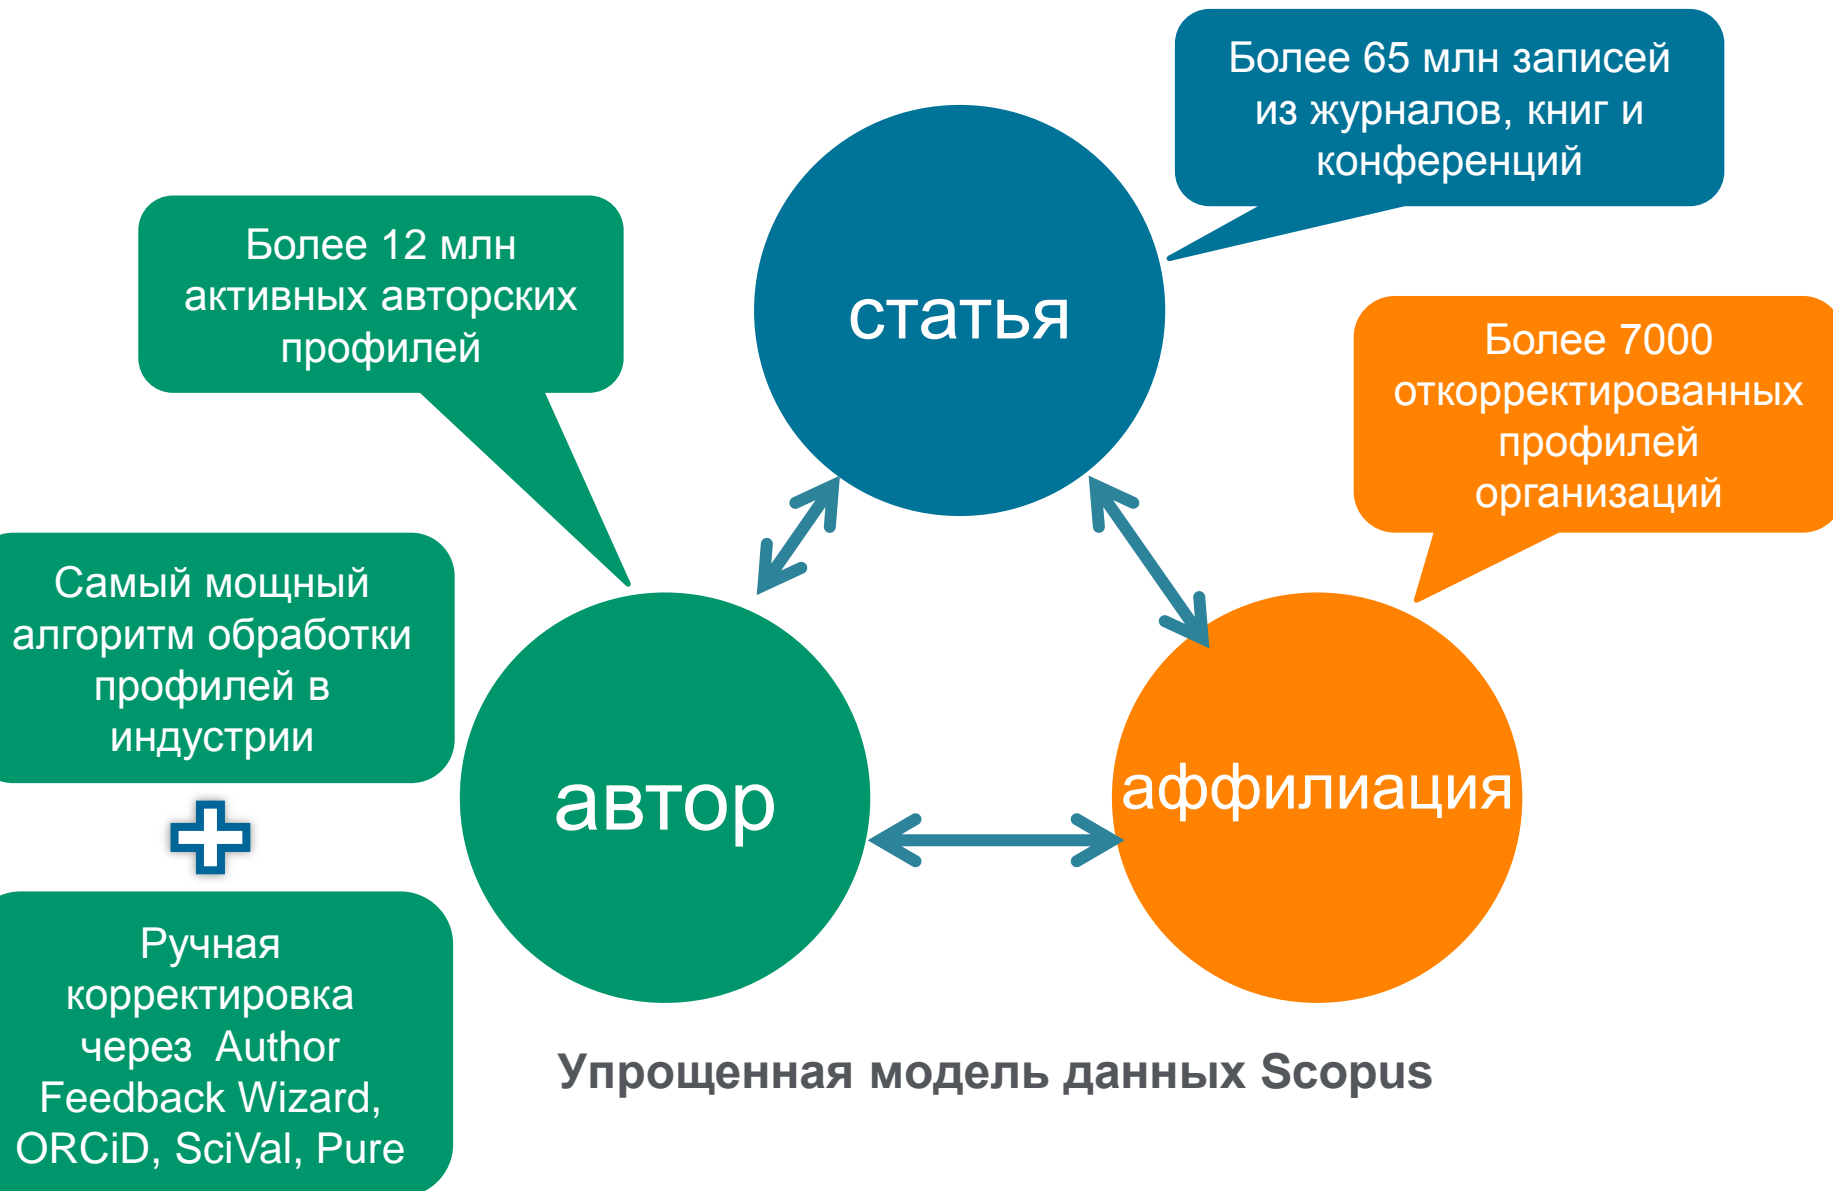 Более 65 млн записей
из журналов, книг и
конференций
статья
Более 12 млн
активных авторских
профилей
Более 7000
откорректированных
профилей
организаций
Самый мощный
алгоритм обработки
профилей в
индустрии
автор
аффилиация
Ручная
корректировка
через Author
Feedback Wizard,
ORCiD, SciVal, Pure
Упрощенная модель данных Scopus